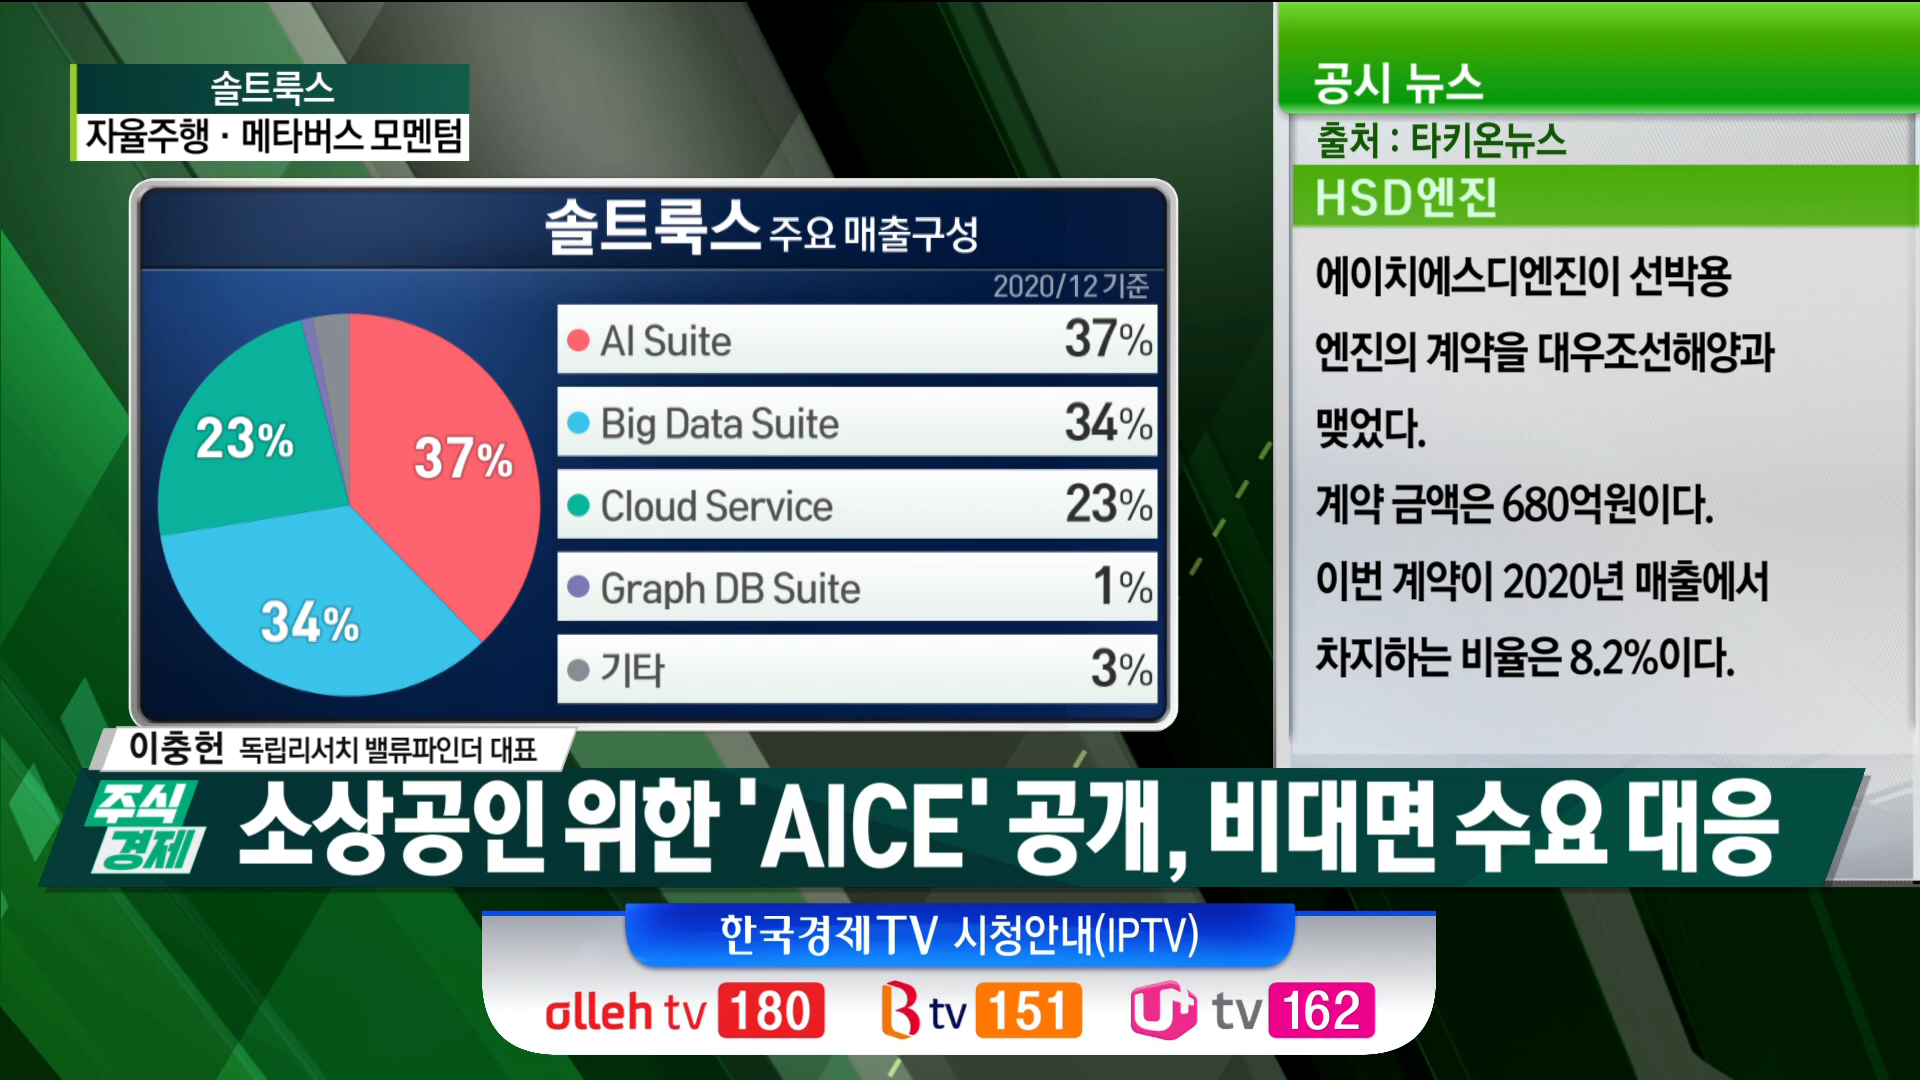 솔트룩스
자율주행 · 메타버스 모멘텀
솔트룩스 주요 매출구성
2020/12 기준
37%
34%
23%
AI Suite 37%
Big Data Suite 34%
Cloud Service 23%
Graph DB Suite 1%
기타 3%
공시 뉴스
출처 : 타키온뉴스
HSD엔진
에이치에스디엔진이 선박용
엔진의 계약을 대우조선해양과
맺었다.
계약 금액은 680억원이다.
이번 계약이 2020년 매출에서
차지하는 비율은 8.2%이다.
이충헌 독립리서치 밸류파인더 대표
주식
경제
소상공인 위한 'AICE' 공개, 비대면 수요 대응
한국경제TV 시청안내(IPTV)
olleh tv 180
B tv 151
U+ tv 162